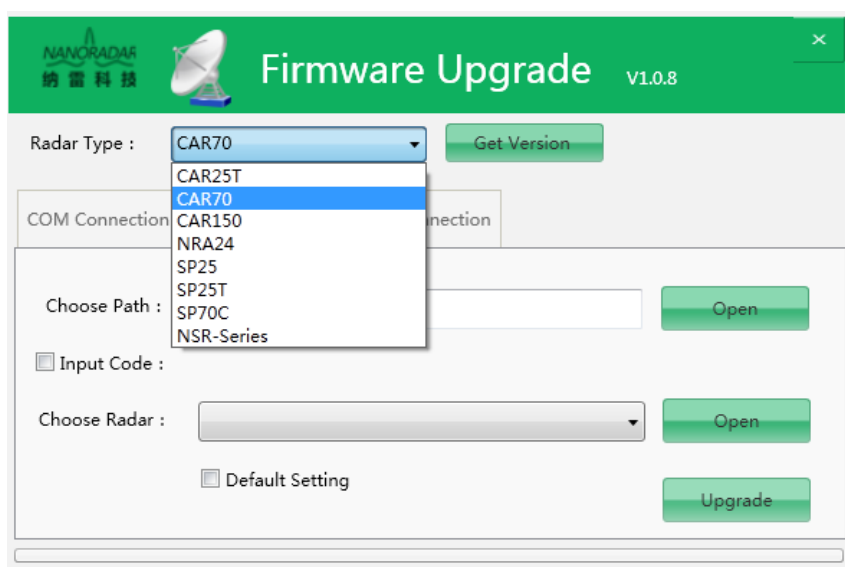 NANORADAR
纳雷科技
Firmware Upgrade V1.0.8
×
Radar Type : CAR70 Get Version
CAR25T
CAR70
CAR150
NRA24
SP25
SP25T
SP70C
NSR-Series
COM Connection nnection
Choose Path : Open
Input Code :
Choose Radar : Open
Default Setting
Upgrade